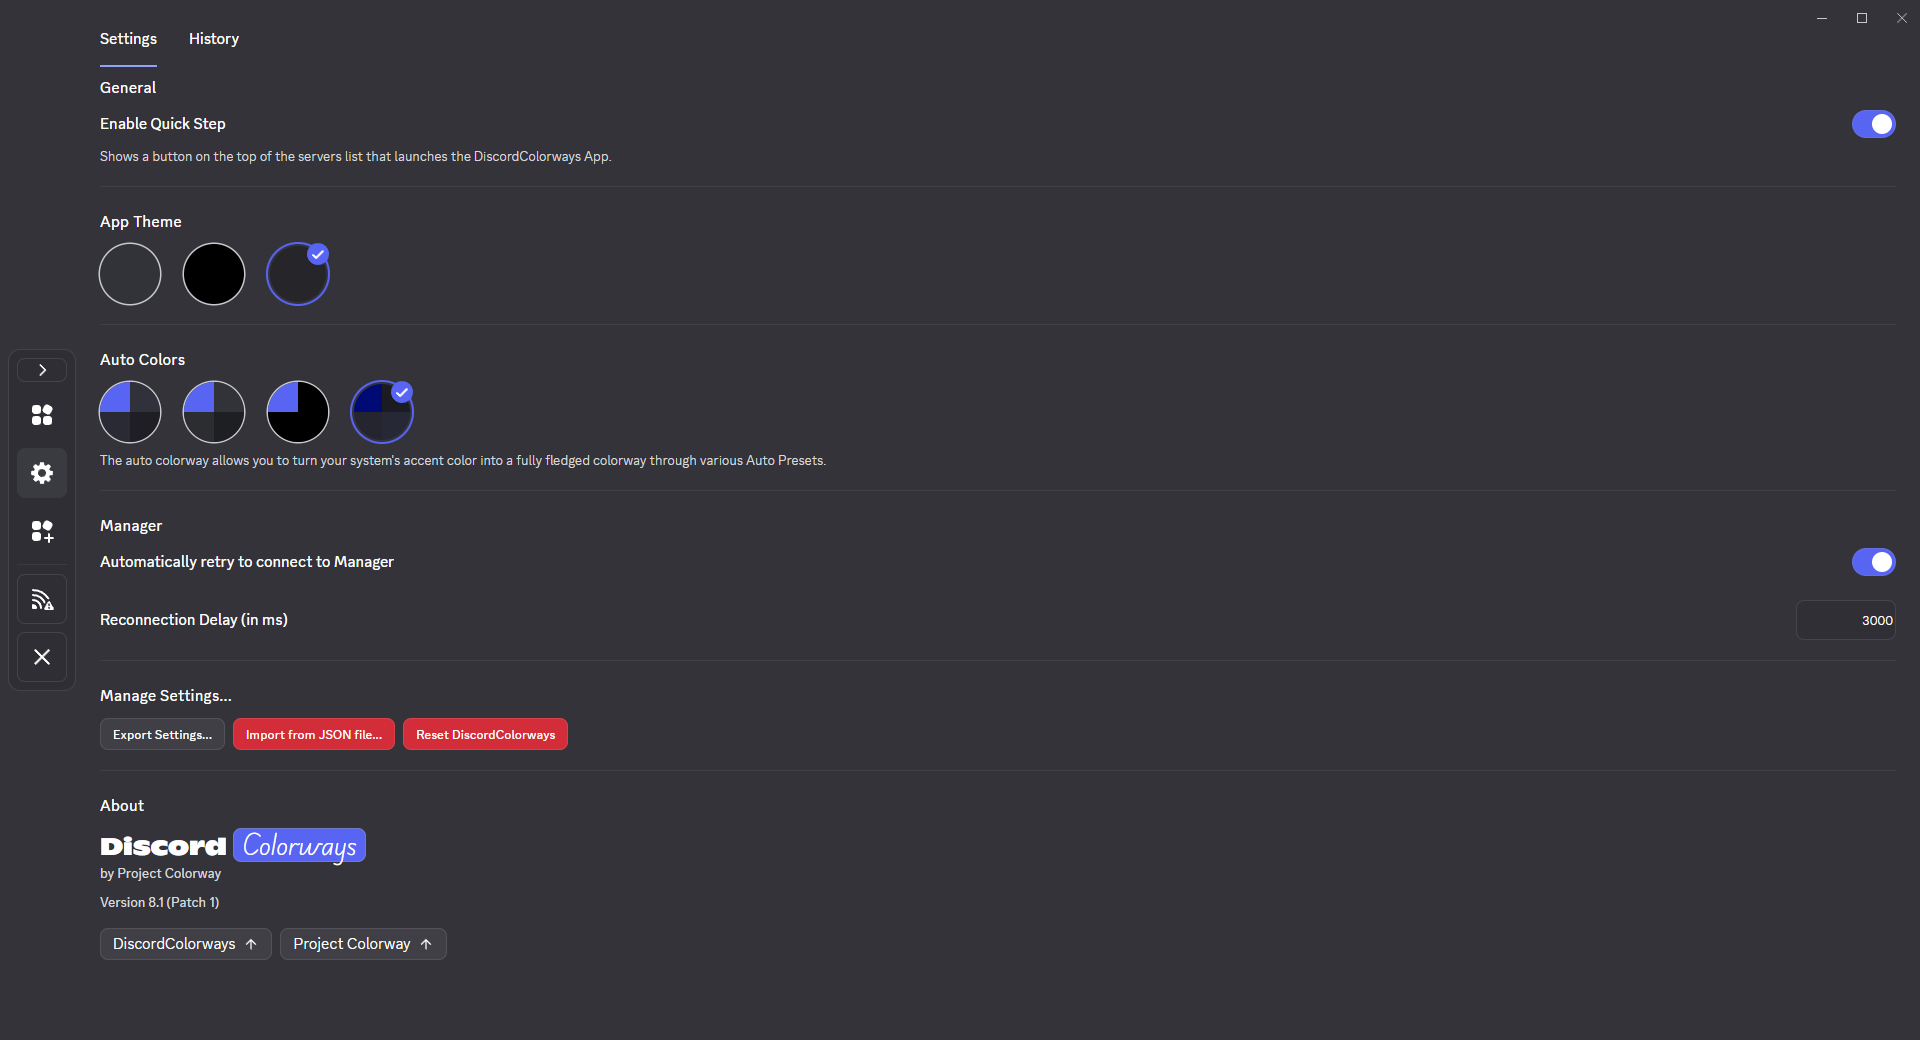 Settings History
General
Enable Quick Step
Shows a button on the top of the servers list that launches the DiscordColorways App.
App Theme
Auto Colors
The auto colorway allows you to turn your system's accent color into a fully fledged colorway through various Auto Presets.
Manager
Automatically retry to connect to Manager
Reconnection Delay (in ms) 3000
Manage Settings...
Export Settings... Import from JSON file... Reset DiscordColorways
About
Discord Colorways
by Project Colorway
Version 8.1 (Patch 1)
DiscordColorways Project Colorway